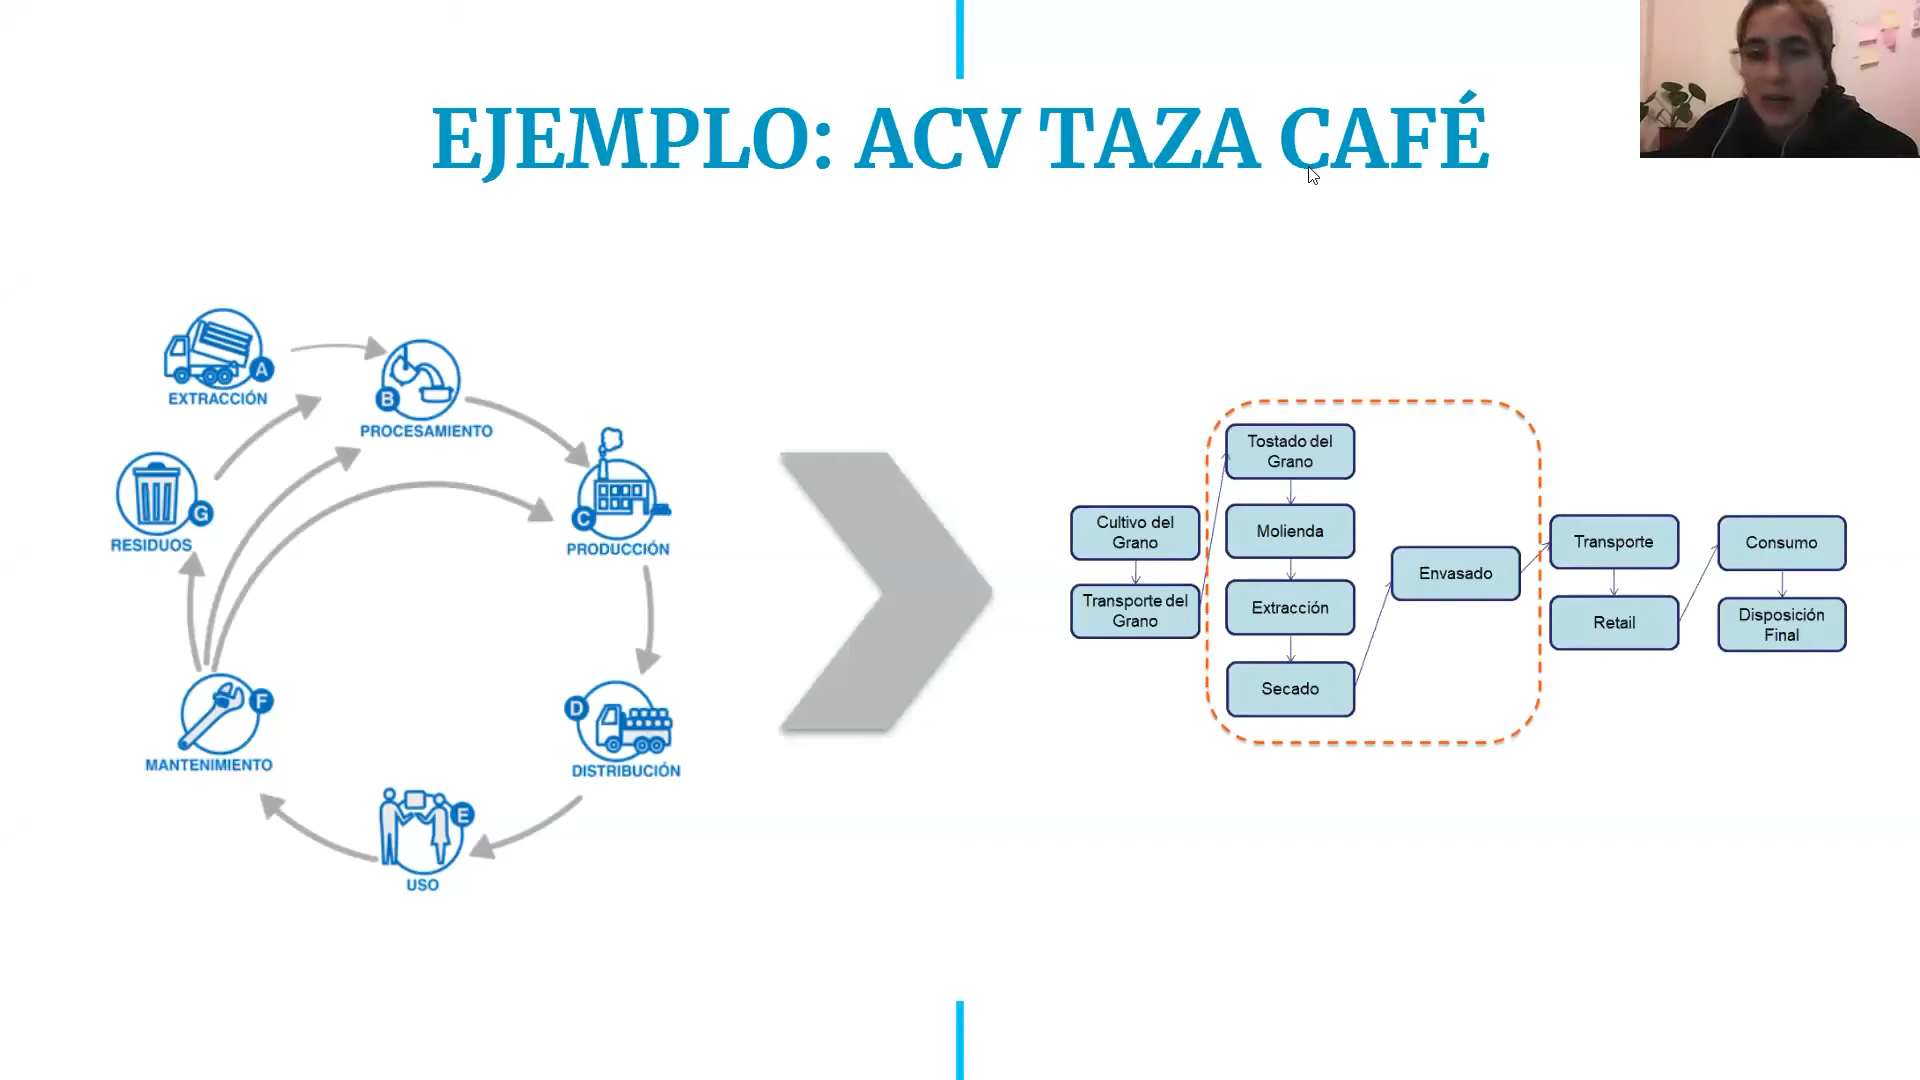 EJEMPLO: ACV TAZA CAFÉ
A
EXTRACCIÓN
B
PROCESAMIENTO
G
RESIDUOS
C
PRODUCCIÓN
F
MANTENIMIENTO
D
DISTRIBUCIÓN
E
USO
Cultivo del
Grano
Transporte del
Grano
Tostado del
Grano
Molienda
Extracción
Secado
Envasado
Transporte
Retail
Consumo
Disposición
Final